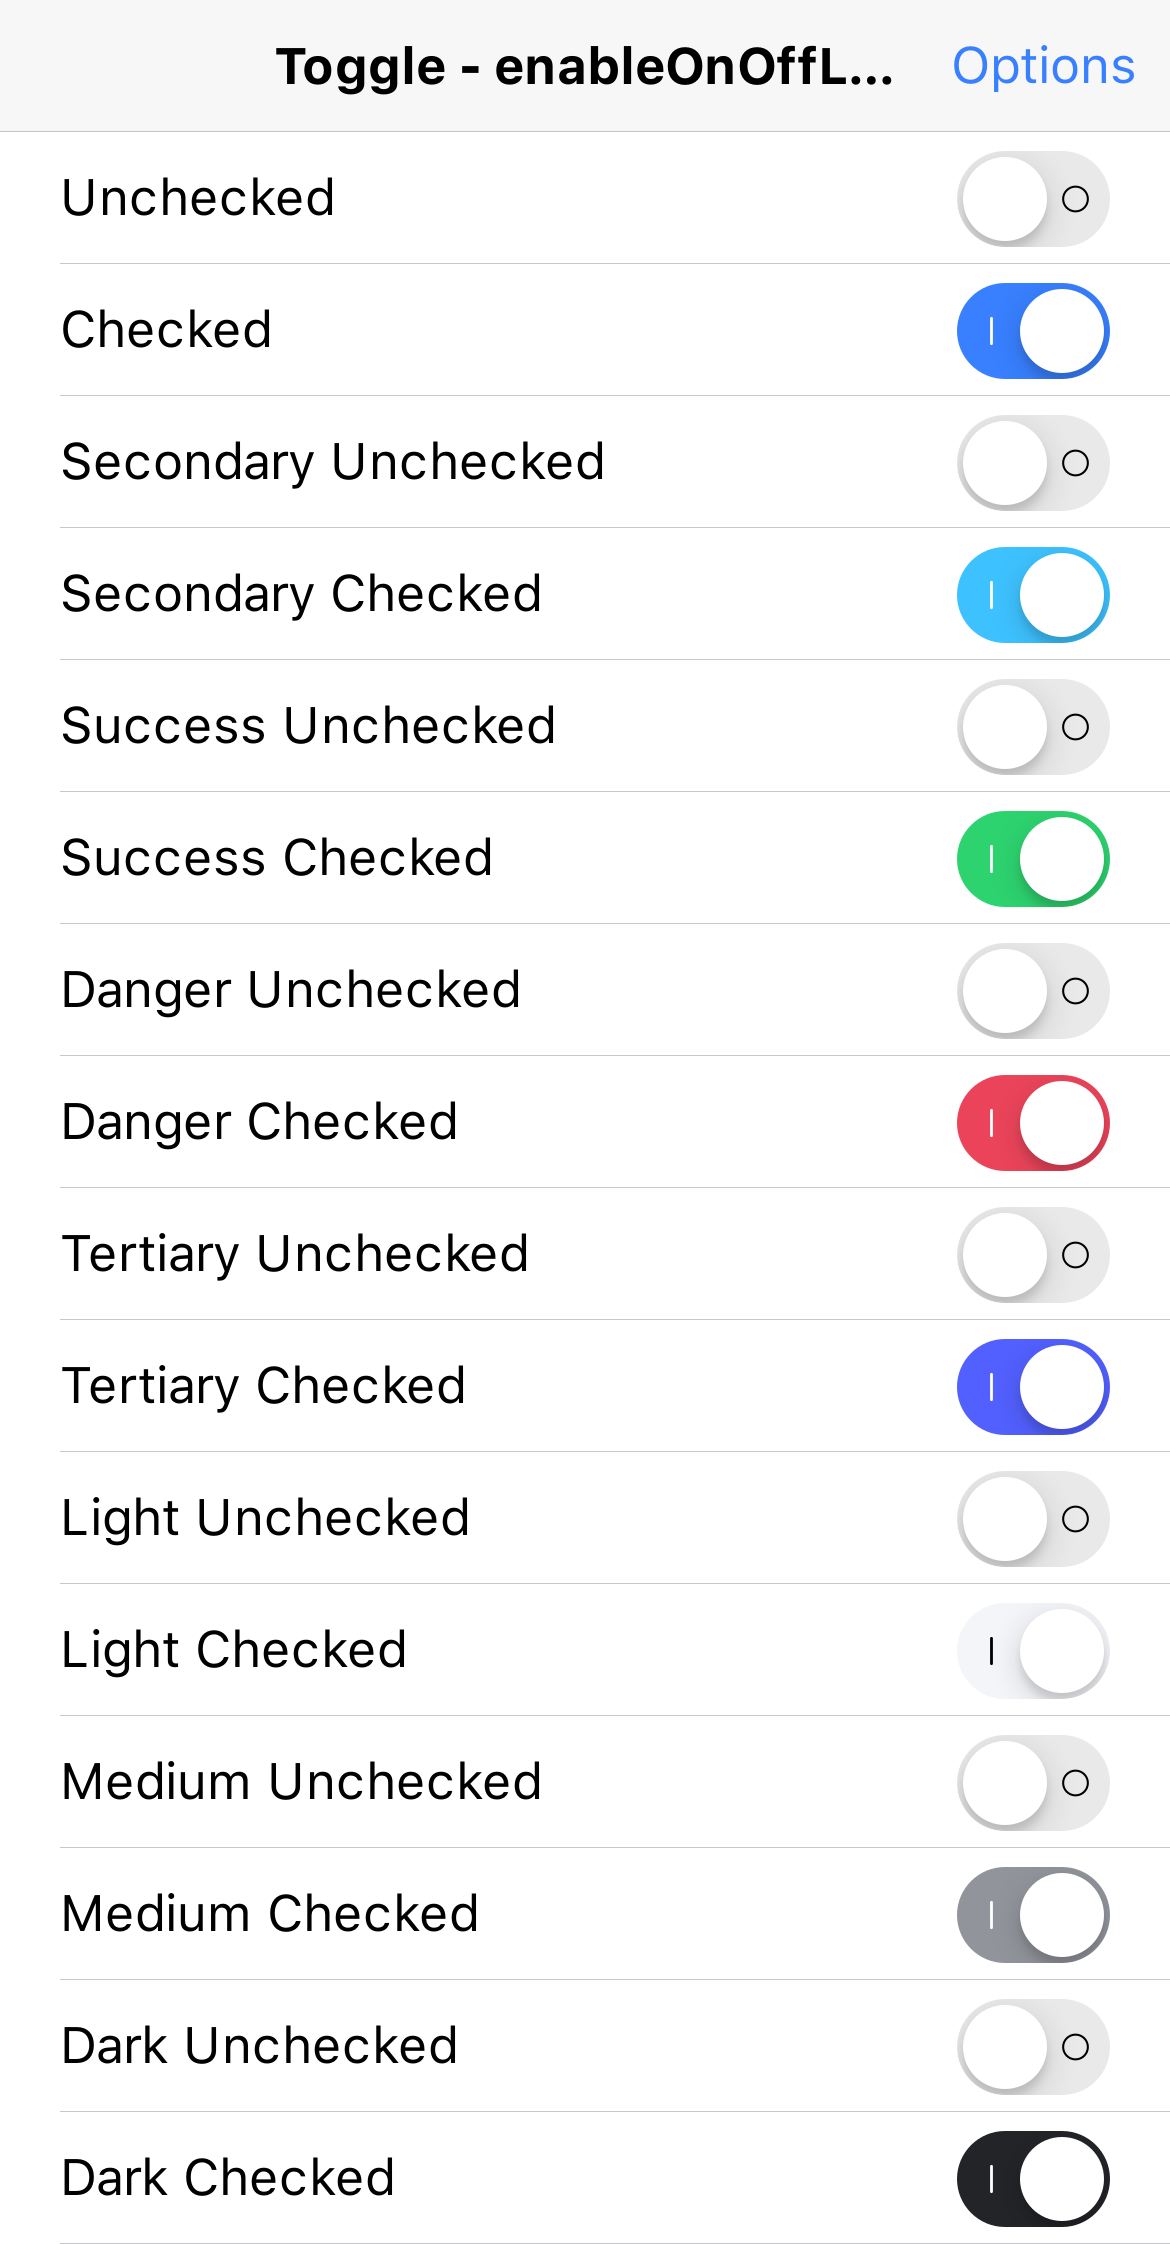 Toggle - enableOnOffL...
Options
Unchecked
Checked
Secondary Unchecked
Secondary Checked
Success Unchecked
Success Checked
Danger Unchecked
Danger Checked
Tertiary Unchecked
Tertiary Checked
Light Unchecked
Light Checked
Medium Unchecked
Medium Checked
Dark Unchecked
Dark Checked